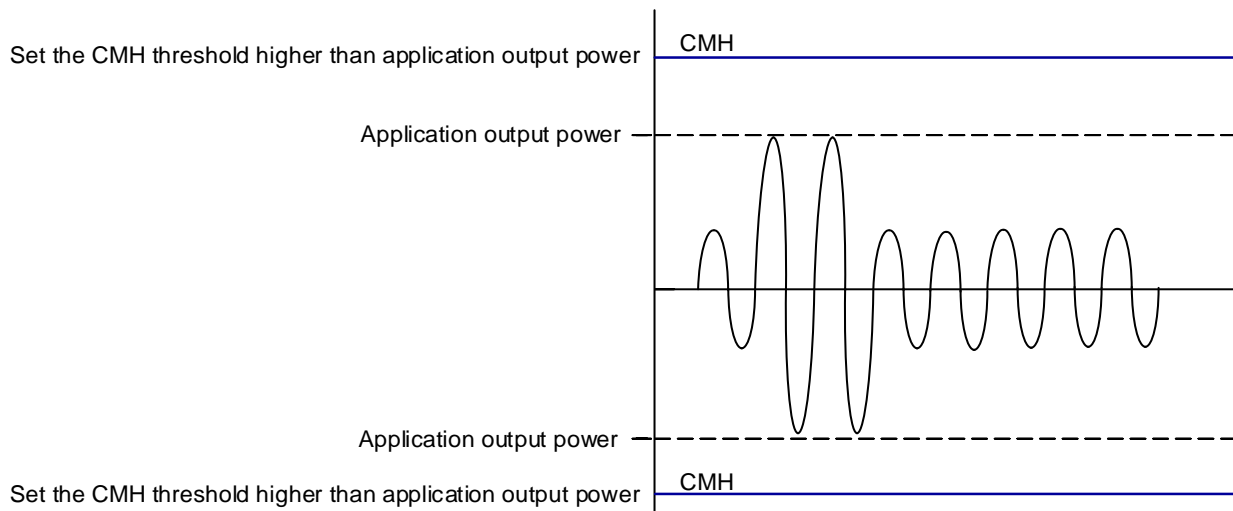 CMH
Set the CMH threshold higher than application output power
Application output power
Application output power
CMH
Set the CMH threshold higher than application output power